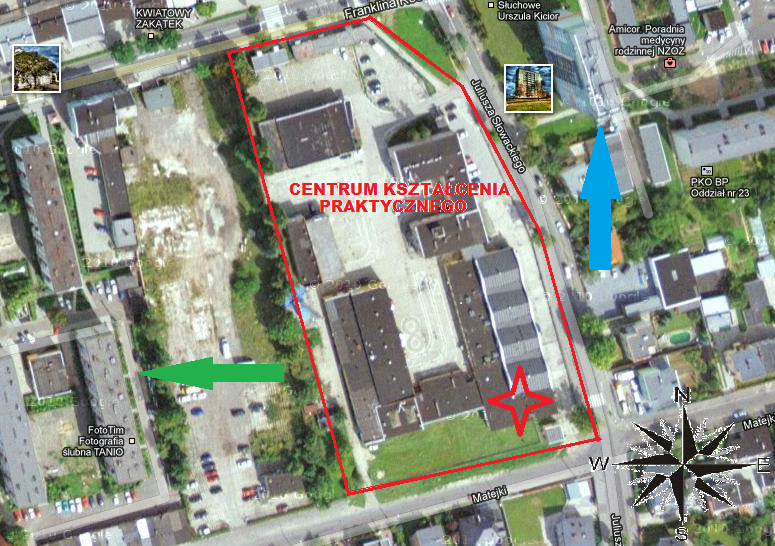 KWIATOWY
ZAKĄTEK
Franklina
Słuchowe
Urszula Kicior
Amicor. Poradnia
medycyny
rodzinnej NZOZ
Juliusza Słowackiego
PKO BP
Oddział nr 23
CENTRUM KSZTAŁCENIA
PRAKTYCZNEGO
FotoTim
Fotografia
ślubna TANIO
Matejki
Matejk
N
W
E
S
Juliusz